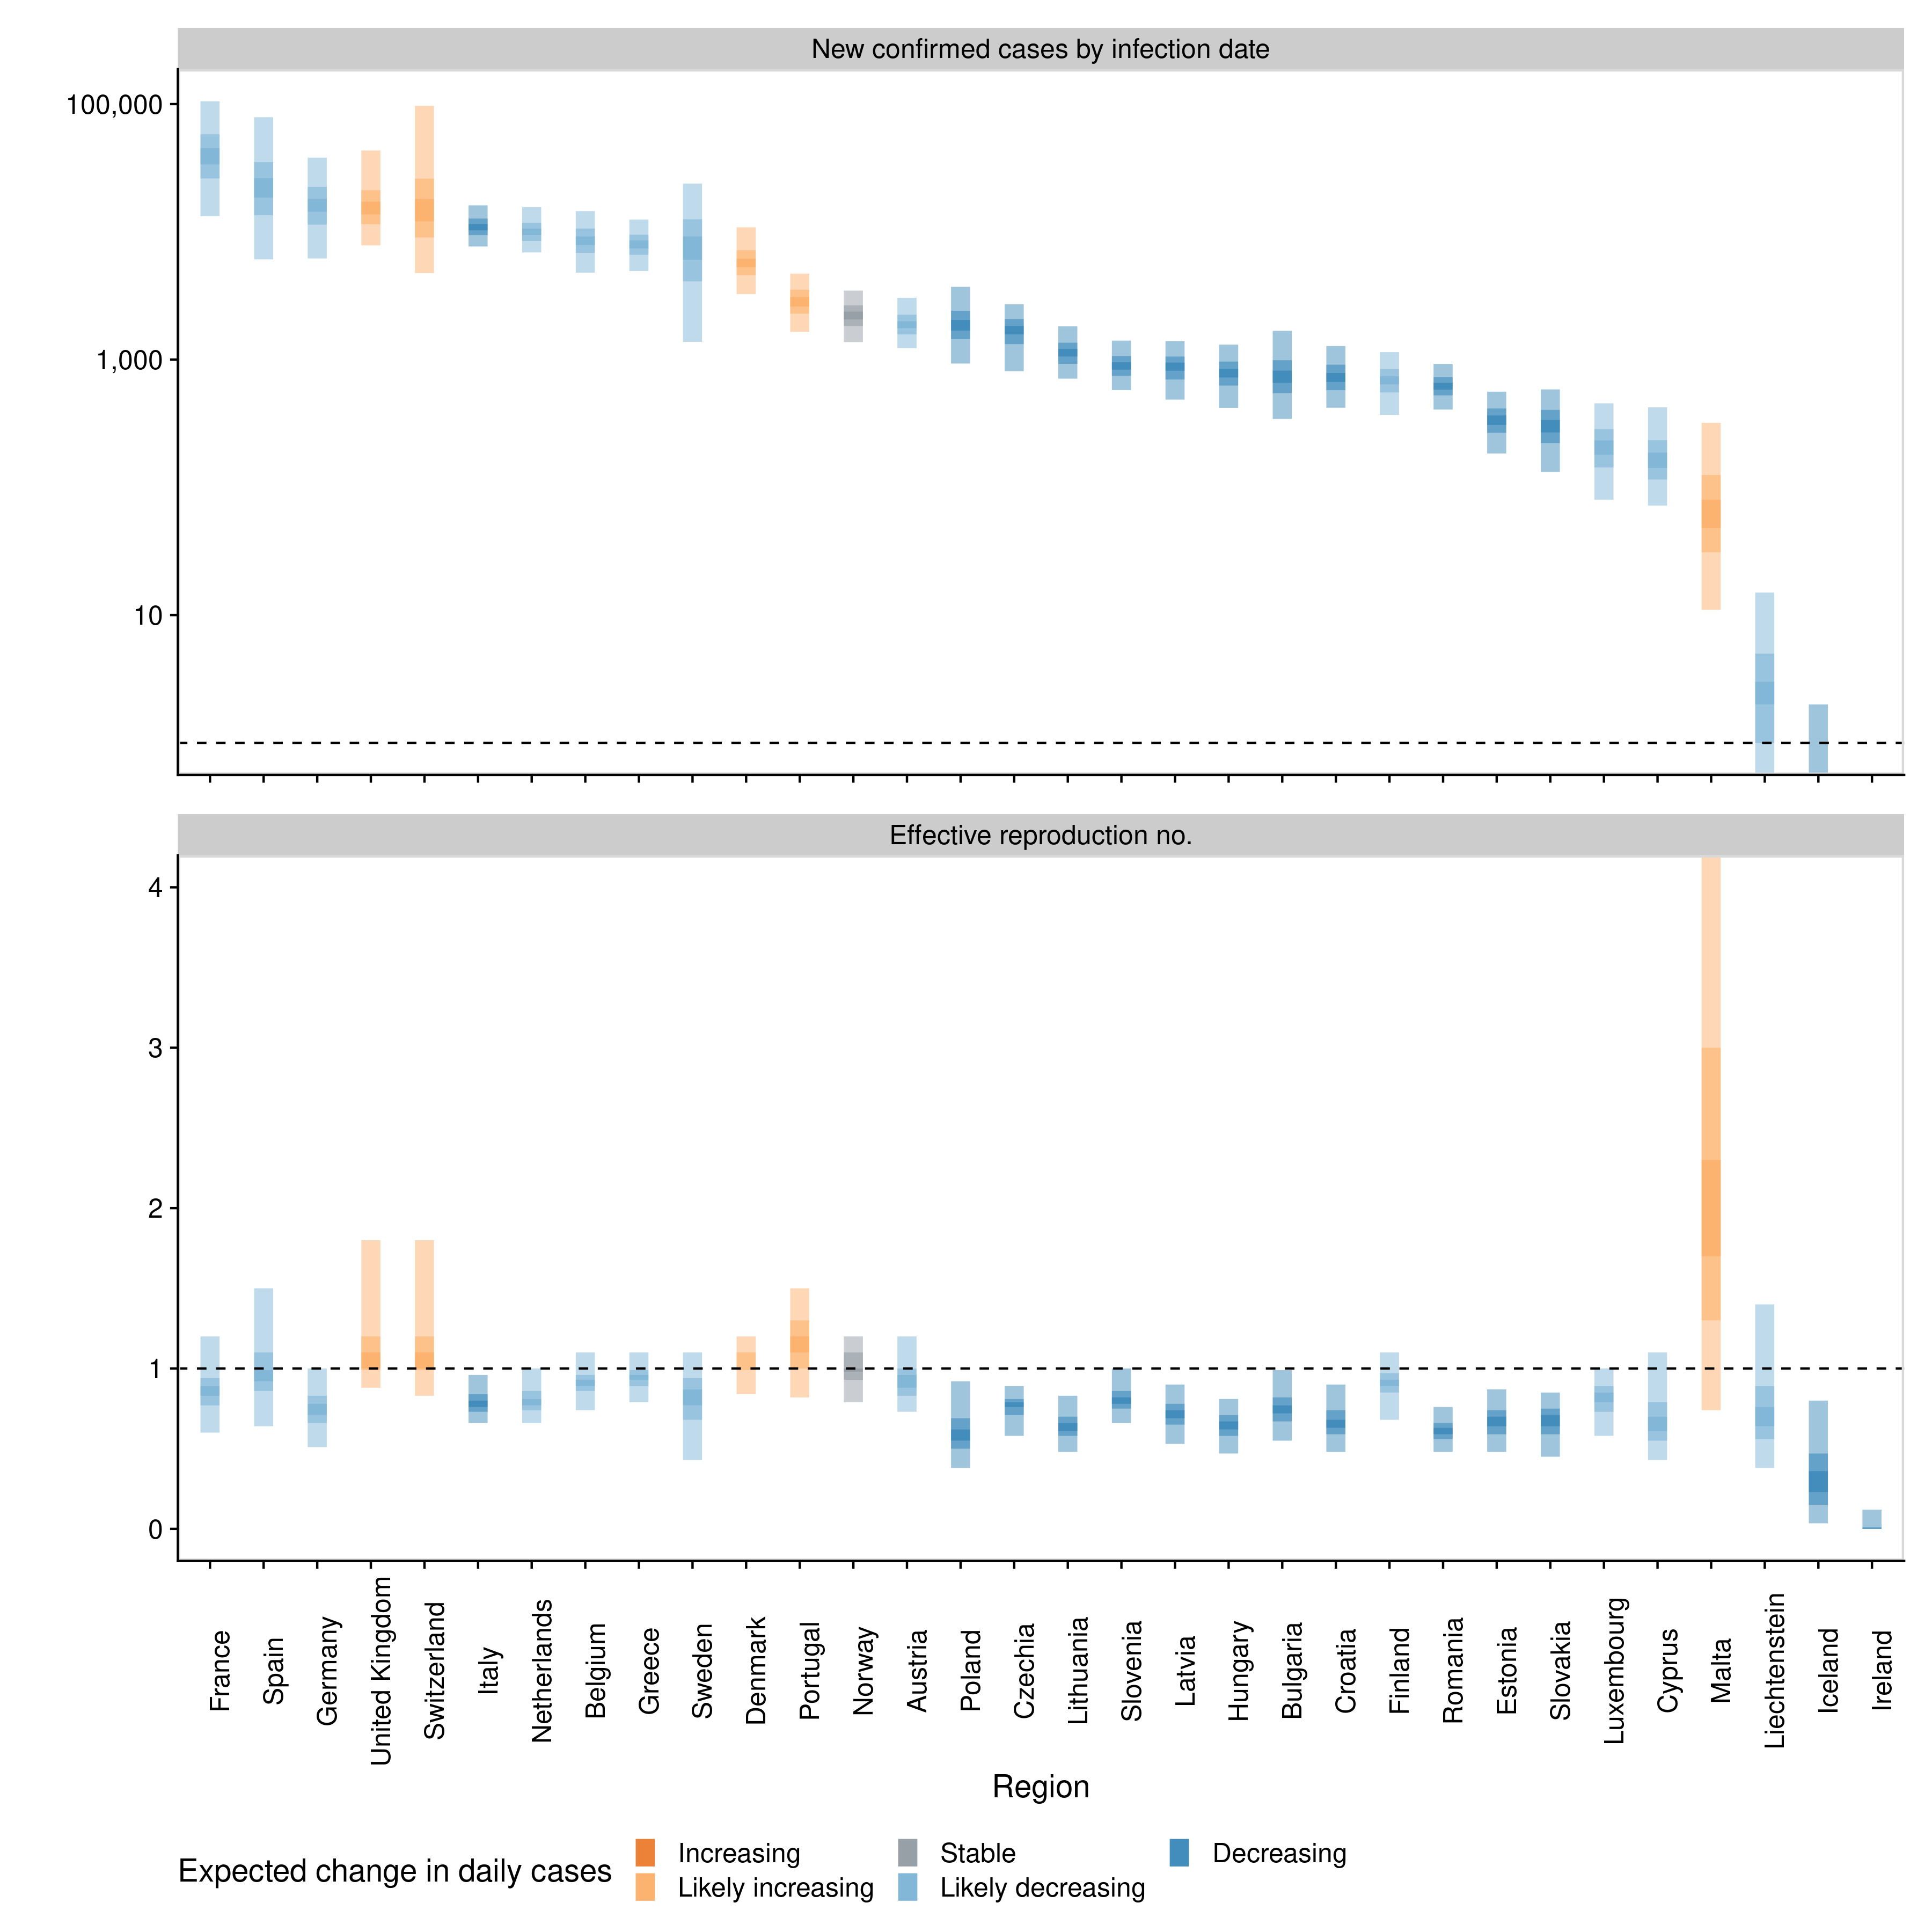 New confirmed cases by infection date
100,000
1,000
10
Effective reproduction no.
4
3
2
1
0
France
Spain
Germany
United Kingdom
Switzerland
Italy
Netherlands
Belgium
Greece
Sweden
Denmark
Portugal
Norway
Austria
Poland
Czechia
Lithuania
Slovenia
Latvia
Hungary
Bulgaria
Croatia
Finland
Romania
Estonia
Slovakia
Luxembourg
Cyprus
Malta
Liechtenstein
Iceland
Ireland
Region
Expected change in daily cases
Increasing
Likely increasing
Stable
Likely decreasing
Decreasing